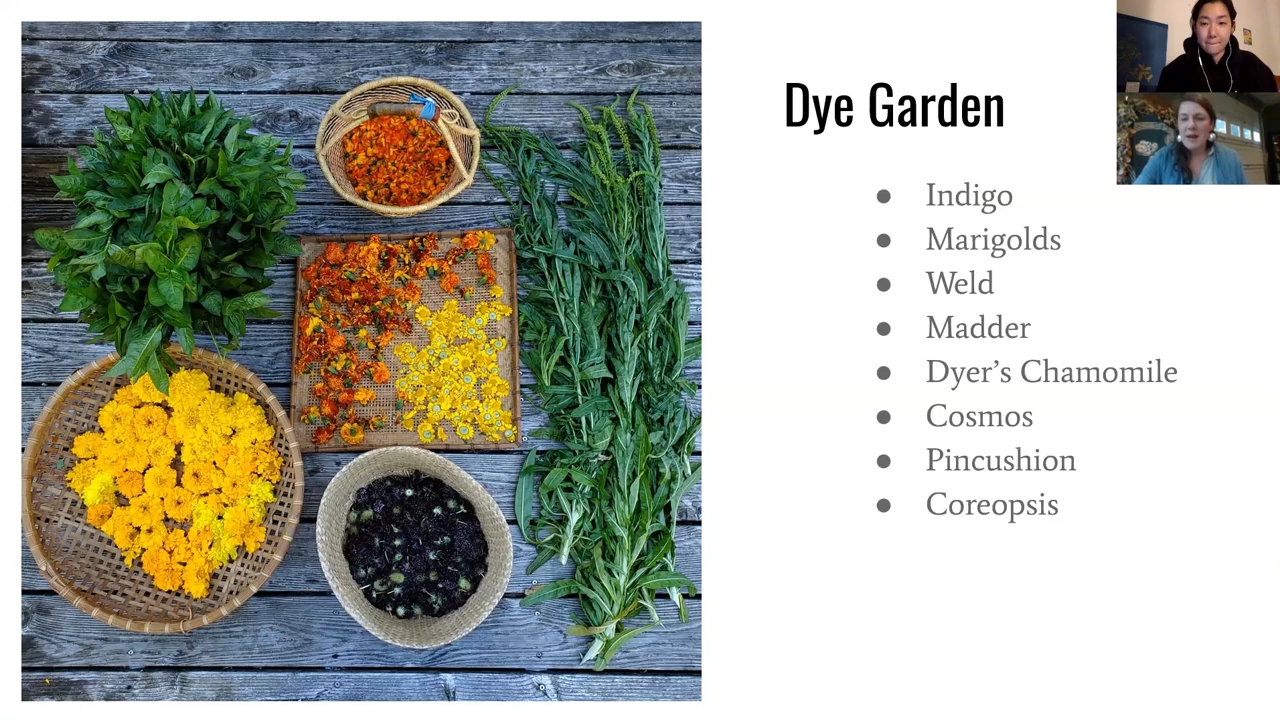 Dye Garden
● Indigo
● Marigolds
● Weld
● Madder
● Dyer’s Chamomile
● Cosmos
● Pincushion
● Coreopsis